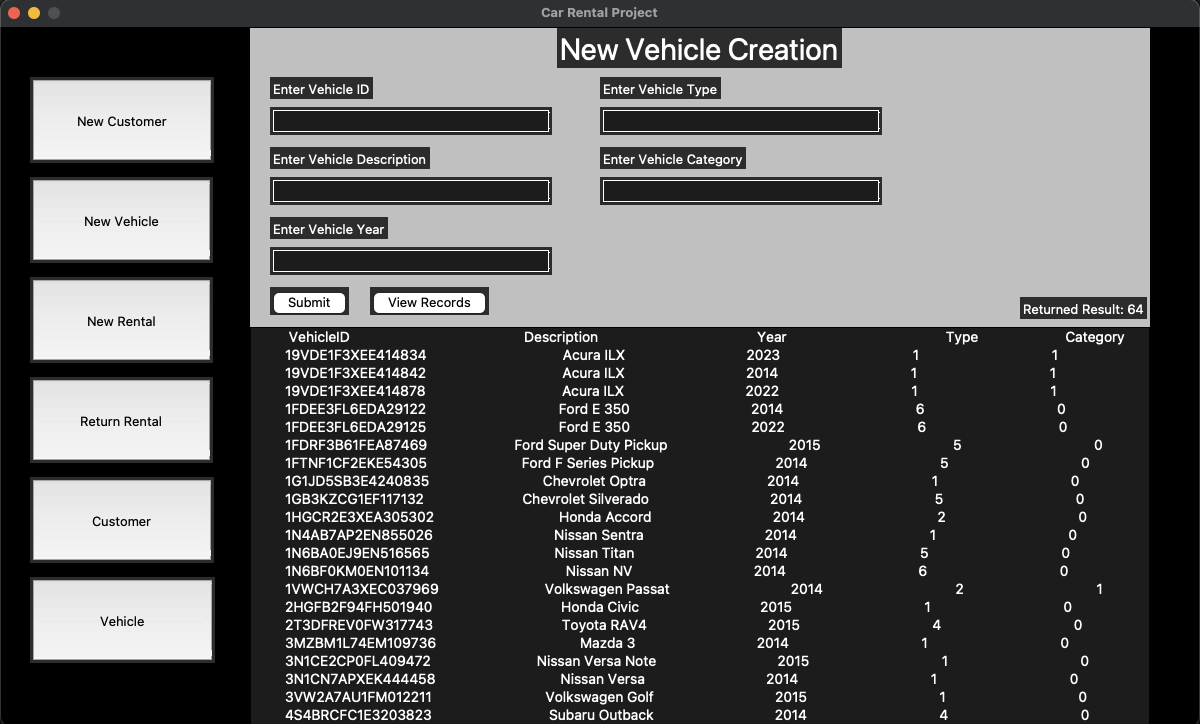 Car Rental Project
New Customer
New Vehicle
New Rental
Return Rental
Customer
Vehicle
New Vehicle Creation
Enter Vehicle ID
Enter Vehicle Type
Enter Vehicle Description
Enter Vehicle Category
Enter Vehicle Year
Submit View Records
Returned Result: 64
VehicleID Description Year Type Category
19VDE1F3XEE414834 Acura ILX 2023 1 1
19VDE1F3XEE414842 Acura ILX 2014 1 1
19VDE1F3XEE414878 Acura ILX 2022 1 1
1FDEE3FL6EDA29122 Ford E 350 2014 6 0
1FDEE3FL6EDA29125 Ford E 350 2022 6 0
1FDRF3B61FEA87469 Ford Super Duty Pickup 2015 5 0
1FTNF1CF2EKE54305 Ford F Series Pickup 2014 5 0
1G1JD5SB3E4240835 Chevrolet Optra 2014 1 0
1GB3KZCG1EF117132 Chevrolet Silverado 2014 5 0
1HGCR2E3XEA305302 Honda Accord 2014 2 0
1N4AB7AP2EN855026 Nissan Sentra 2014 1 0
1N6BA0EJ9EN516565 Nissan Titan 2014 5 0
1N6BF0KM0EN101134 Nissan NV 2014 6 0
1VWCH7A3XEC037969 Volkswagen Passat 2014 2 1
2HGFB2F94FH501940 Honda Civic 2015 1 0
2T3DFREV0FW317743 Toyota RAV4 2015 4 0
3MZBM1L74EM109736 Mazda 3 2014 1 0
3N1CE2CP0FL409472 Nissan Versa Note 2015 1 0
3N1CN7APXEK444458 Nissan Versa 2014 1 0
3VW2A7AU1FM012211 Volkswagen Golf 2015 1 0
4S4BRCFC1E3203823 Subaru Outback 2014 4 0